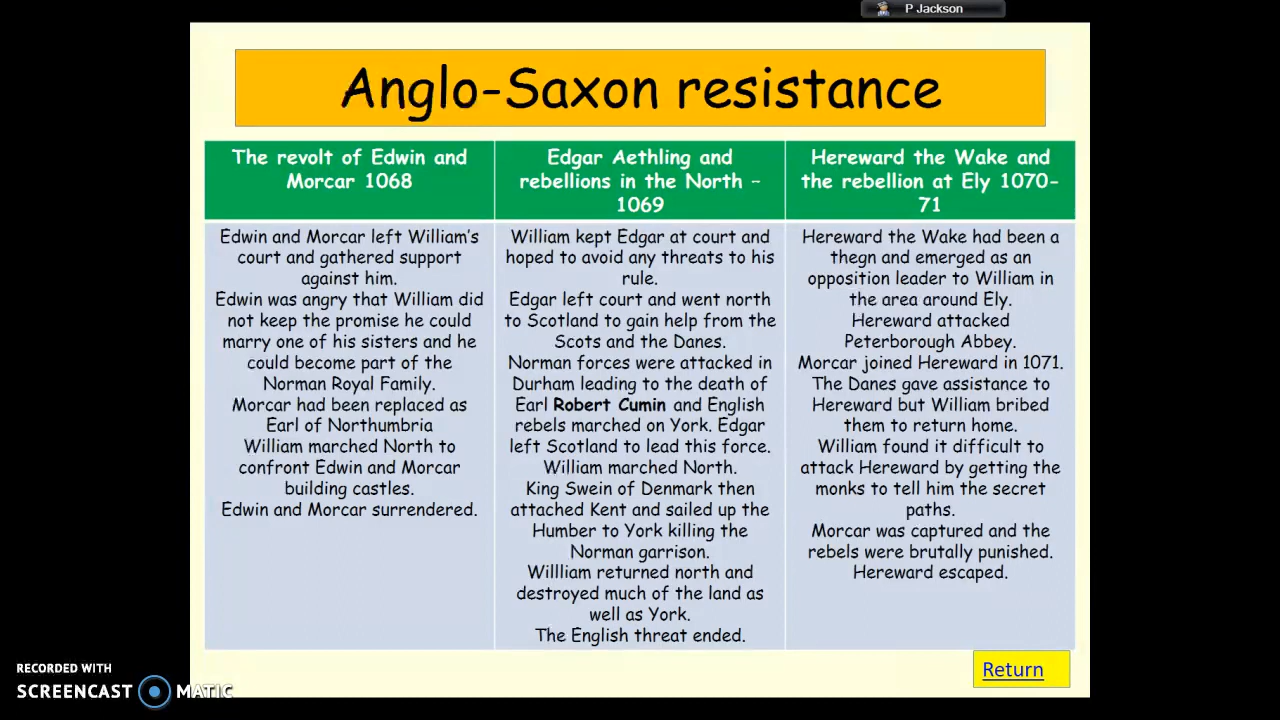 P Jackson
Anglo-Saxon resistance
The revolt of Edwin and
Morcar 1068
Edwin and Morcar left William's
court and gathered support
against him.
Edwin was angry that William did
not keep the promise he could
marry one of his sisters and he
could become part of the
Norman Royal Family.
Morcar had been replaced as
Earl of Northumbria
William marched North to
confront Edwin and Morcar
building castles.
Edwin and Morcar surrendered.
Edgar Aethling and
rebellions in the North -
1069
William kept Edgar at court and
hoped to avoid any threats to his
rule.
Edgar left court and went north
to Scotland to gain help from the
Scots and the Danes.
Norman forces were attacked in
Durham leading to the death of
Earl Robert Cumin and English
rebels marched on York. Edgar
left Scotland to lead this force.
William marched North.
King Swein of Denmark then
attached Kent and sailed up the
Humber to York killing the
Norman garrison.
Willliam returned north and
destroyed much of the land as
well as York.
The English threat ended.
Hereward the Wake and
the rebellion at Ely 1070-
71
Hereward the Wake had been a
thegn and emerged as an
opposition leader to William in
the area around Ely.
Hereward attacked
Peterborough Abbey.
Morcar joined Hereward in 1071.
The Danes gave assistance to
Hereward but William bribed
them to return home.
William found it difficult to
attack Hereward by getting the
monks to tell him the secret
paths.
Morcar was captured and the
rebels were brutally punished.
Hereward escaped.
Return
RECORDED WITH
SCREENCAST MATIC